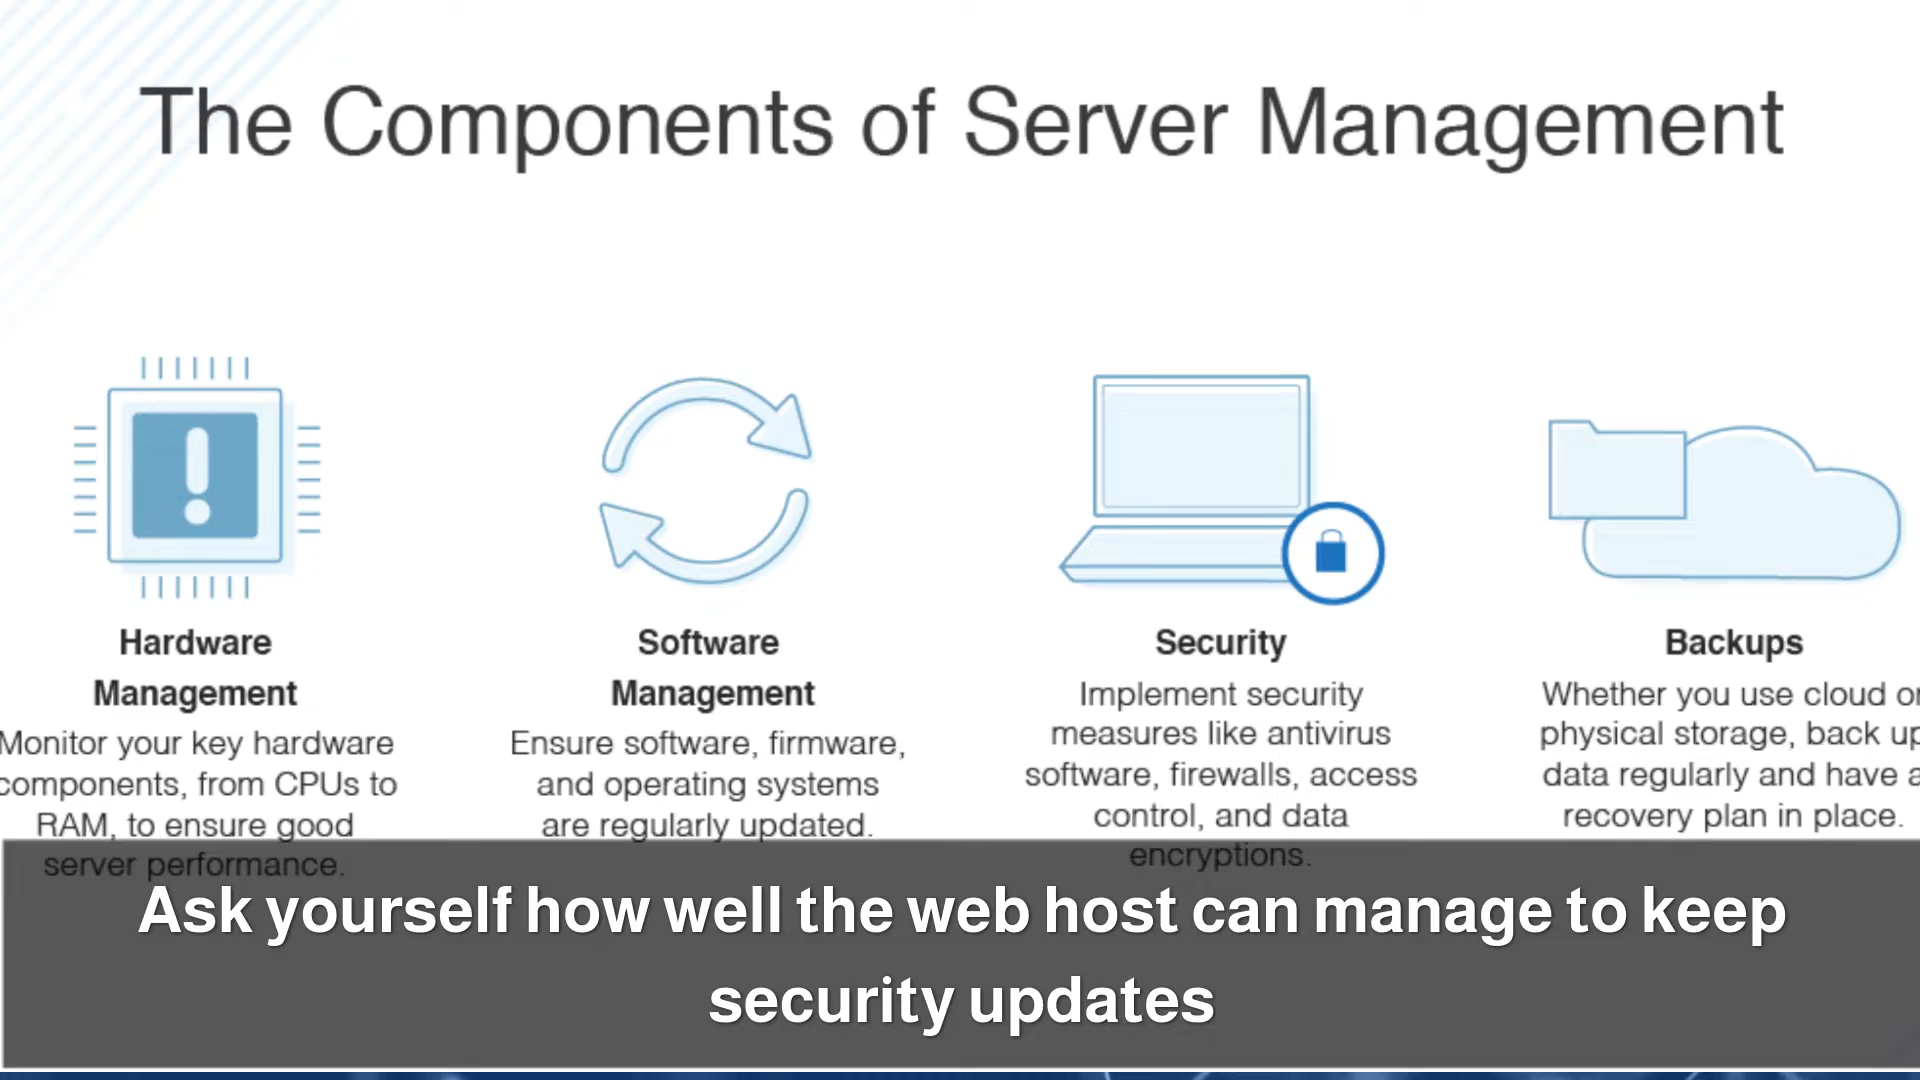 The Components of Server Management
Hardware
Management
Monitor your key hardware
components, from CPUs to
RAM, to ensure good
server performance.
Software
Management
Ensure software, firmware,
and operating systems
are regularly updated.
Security
Implement security
measures like antivirus
software, firewalls, access
control, and data
encryptions.
Backups
Whether you use cloud or
physical storage, back up
data regularly and have a
recovery plan in place.
Ask yourself how well the web host can manage to keep
security updates